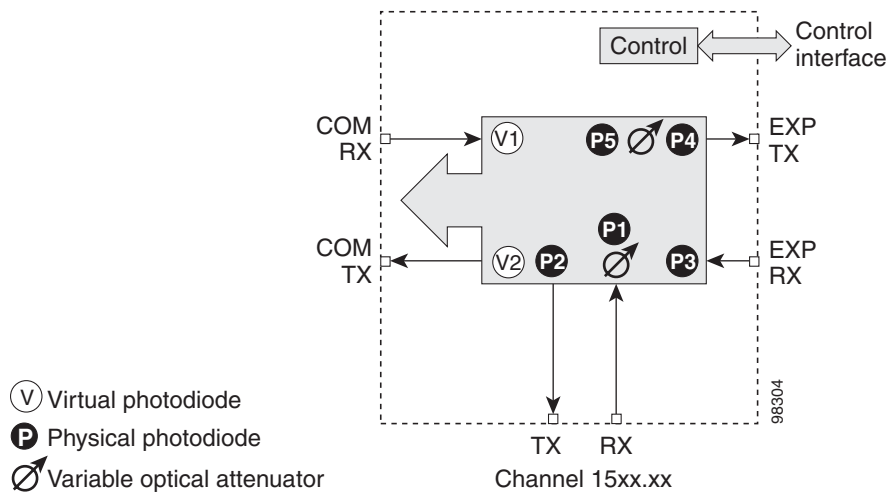 Control
Control
interface
COM
RX
V1
P5
P4
EXP
TX
P1
COM
TX
V2
P2
P3
EXP
RX
98304
V Virtual photodiode
P Physical photodiode
Variable optical attenuator
TX
RX
Channel 15xx.xx